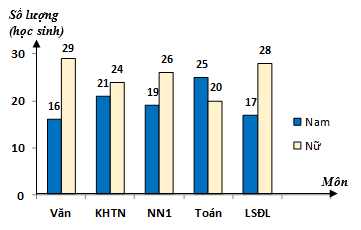 Số lượng
(học sinh)
30
20
10
0
16
29
21
24
19
26
25
20
17
28
Nam
Nữ
Môn
Văn
KHTN
NN1
Toán
LSĐL